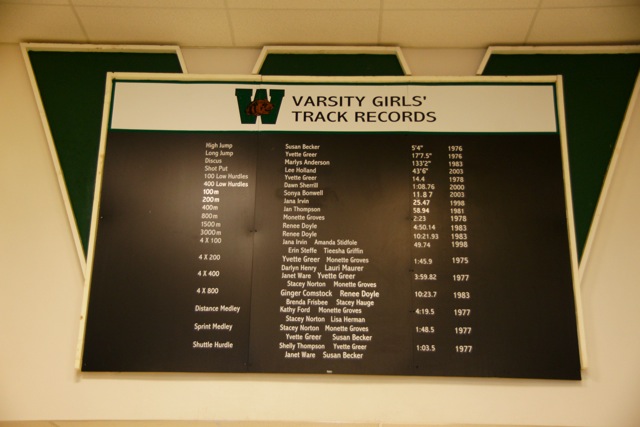 W VARSITY GIRLS'
TRACK RECORDS
High Jump Susan Becker 5'4" 1976
Long Jump Yvette Greer 17'7.5" 1976
Discus Marlys Anderson 133'2" 1983
Shot Put Lee Holland 43'6" 2003
100 Low Hurdles Yvette Greer 14.4 1978
400 Low Hurdles Dawn Sherrill 1:08.76 2000
100m Sonya Bonwell 11.87 2003
200m Jana Irvin 25.47 1998
400m Jan Thompson 58.94 1981
800m Monette Groves 2:23 1978
1500m Renee Doyle 4:50.14 1983
3000m Renee Doyle 10:21.93 1983
4 X 100 Jana Irvin Amanda Stidfole 49.74 1998
Erin Steffe Tieesha Griffin
4 X 200 Yvette Greer Monette Groves 1:45.9 1975
Darlyn Henry Lauri Maurer
4 X 400 Janet Ware Yvette Greer 3:59.82 1977
Stacey Norton Monette Groves
4 X 800 Ginger Comstock Renee Doyle 10:23.7 1983
Brenda Frisbee Stacey Hauge
Distance Medley Kathy Ford Monette Groves 4:19.5 1977
Stacey Norton Lisa Herman
Sprint Medley Stacey Norton Monette Groves 1:48.5 1977
Yvette Greer Susan Becker
Shuttle Hurdle Shelly Thompson Yvette Greer 1:03.5 1977
Janet Ware Susan Becker